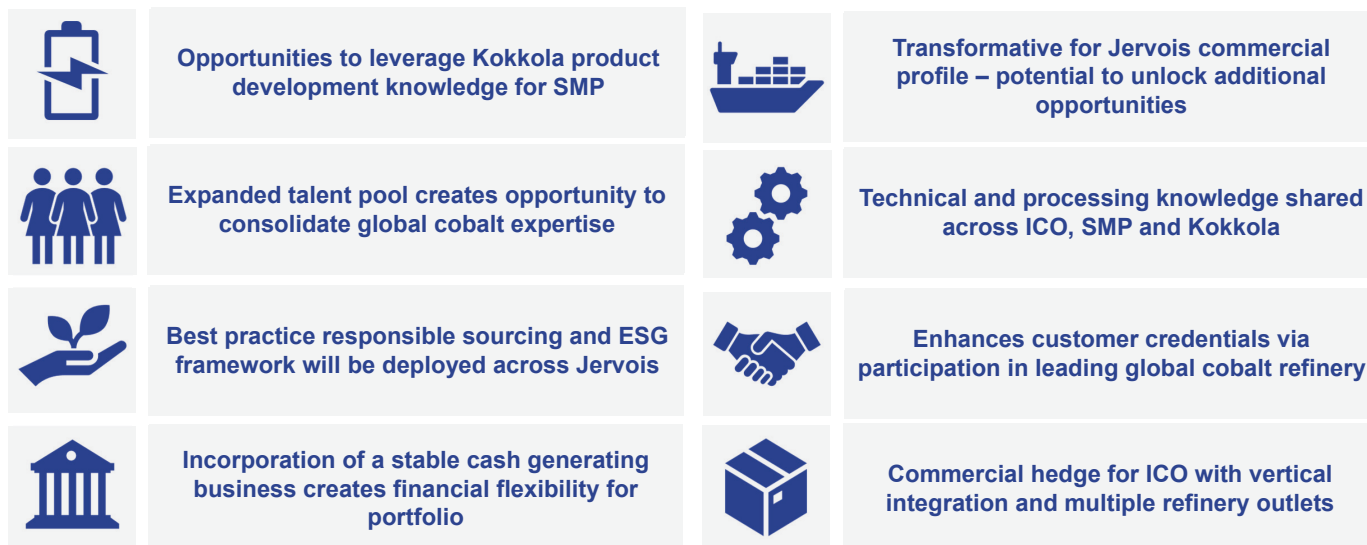 Opportunities to leverage Kokkola product
development knowledge for SMP
Transformative for Jervois commercial
profile – potential to unlock additional
opportunities
Expanded talent pool creates opportunity to
consolidate global cobalt expertise
Technical and processing knowledge shared
across ICO, SMP and Kokkola
Best practice responsible sourcing and ESG
framework will be deployed across Jervois
Enhances customer credentials via
participation in leading global cobalt refinery
Incorporation of a stable cash generating
business creates financial flexibility for
portfolio
Commercial hedge for ICO with vertical
integration and multiple refinery outlets